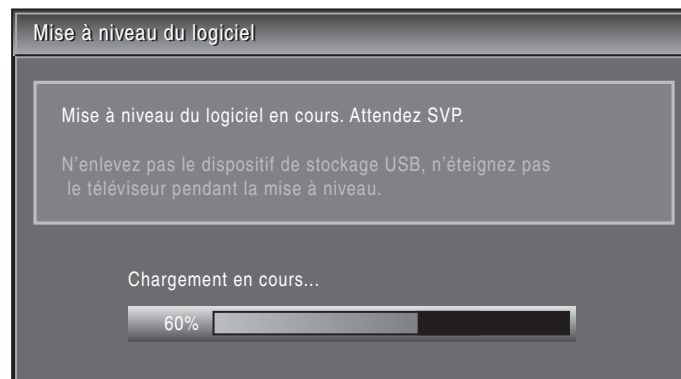 Mise à niveau du logiciel
Mise à niveau du logiciel en cours. Attendez SVP.
N’enlevez pas le dispositif de stockage USB, n’éteignez pas
le téléviseur pendant la mise à niveau.
Chargement en cours...
60%